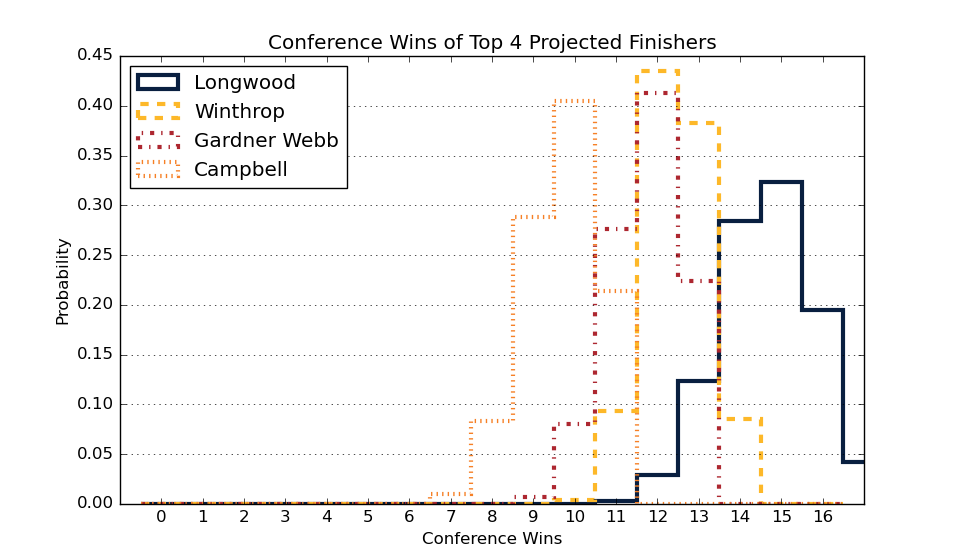 Conference Wins of Top 4 Projected Finishers
0.45
0.40
0.35
0.30
0.25
0.20
0.15
0.10
0.05
0.00
Probability
Longwood
Winthrop
Gardner Webb
Campbell
0 1 2 3 4 5 6 7 8 9 10 11 12 13 14 15 16
Conference Wins